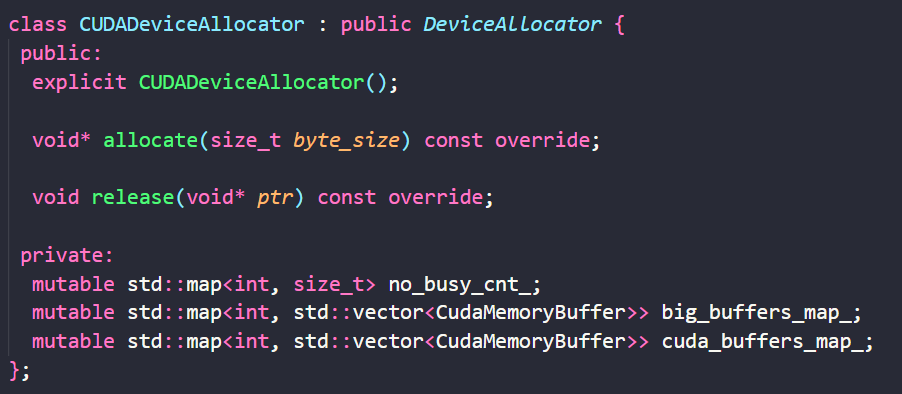 class CUDADeviceAllocator : public DeviceAllocator {
 public:
  explicit CUDADeviceAllocator();

  void* allocate(size_t byte_size) const override;

  void release(void* ptr) const override;

 private:
  mutable std::map<int, size_t> no_busy_cnt_;
  mutable std::map<int, std::vector<CudaMemoryBuffer>> big_buffers_map_;
  mutable std::map<int, std::vector<CudaMemoryBuffer>> cuda_buffers_map_;
};